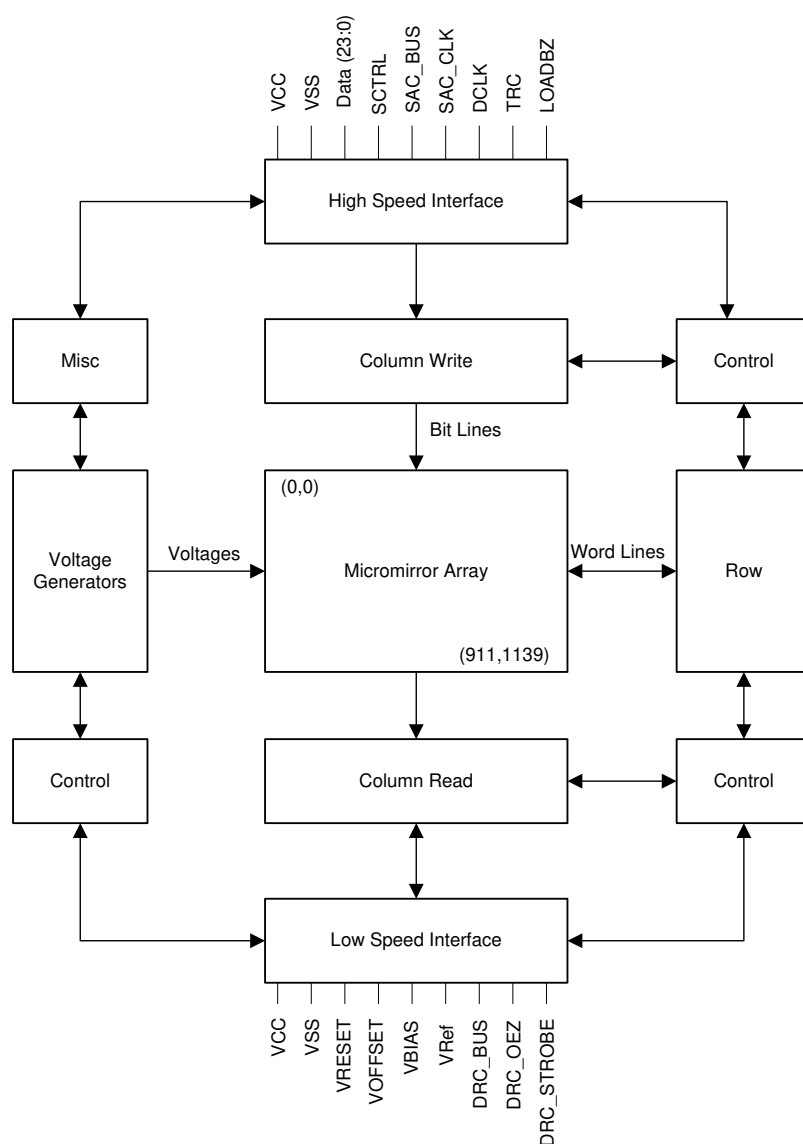 VCC
VSS
Data (23:0)
SCTRL
SAC_BUS
SAC_CLK
DCLK
TRC
LOADBZ
High Speed Interface
Misc
Column Write
Control
Bit Lines
(0,0)
Voltage
Generators
Voltages
Micromirror Array
Word Lines
Row
(911,1139)
Control
Column Read
Control
Low Speed Interface
VCC
VSS
VRESET
VOFFSET
VBIAS
VRef
DRC_BUS
DRC_OEZ
DRC_STROBE